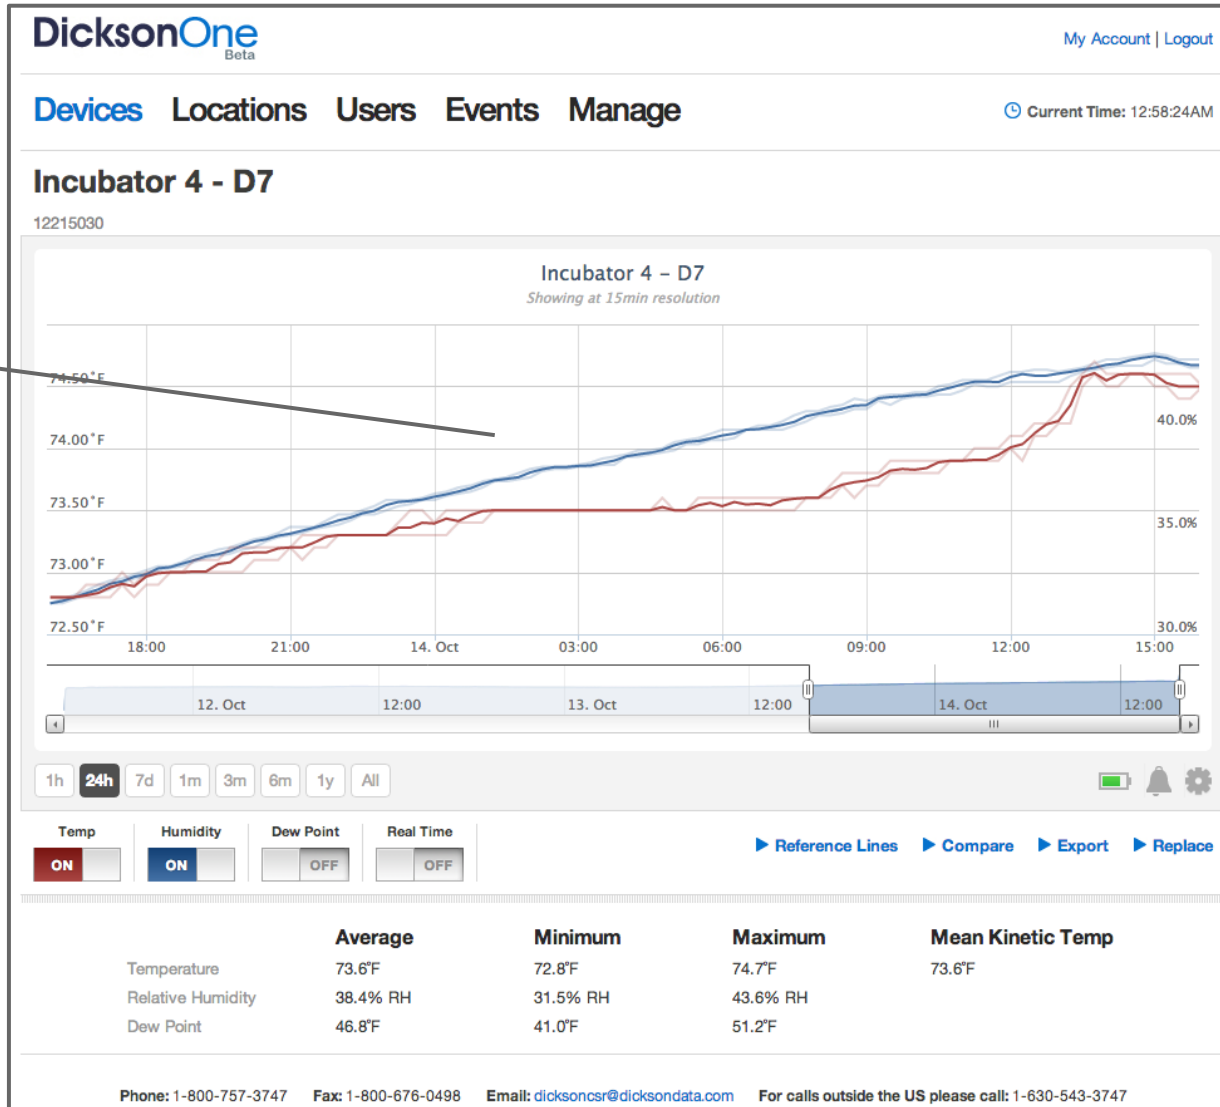 DicksonOne
Beta
My Account | Logout
Devices Locations Users Events Manage
Current Time: 12:58:24AM
Incubator 4 - D7
12215030
Incubator 4 – D7
Showing at 15min resolution
74.50°F
74.00°F
40.0%
73.50°F
35.0%
73.00°F
72.50°F
30.0%
18:00 21:00 14. Oct 03:00 06:00 09:00 12:00 15:00
12. Oct 12:00 13. Oct 12:00 14. Oct 12:00
1h 24h 7d 1m 3m 6m 1y All
Temp Humidity Dew Point Real Time
ON ON OFF OFF
Reference Lines Compare Export Replace
Average Minimum Maximum Mean Kinetic Temp
Temperature 73.6°F 72.8°F 74.7°F 73.6°F
Relative Humidity 38.4% RH 31.5% RH 43.6% RH
Dew Point 46.8°F 41.0°F 51.2°F
Phone: 1-800-757-3747 Fax: 1-800-676-0498 Email: dicksoncsr@dicksondata.com For calls outside the US please call: 1-630-543-3747